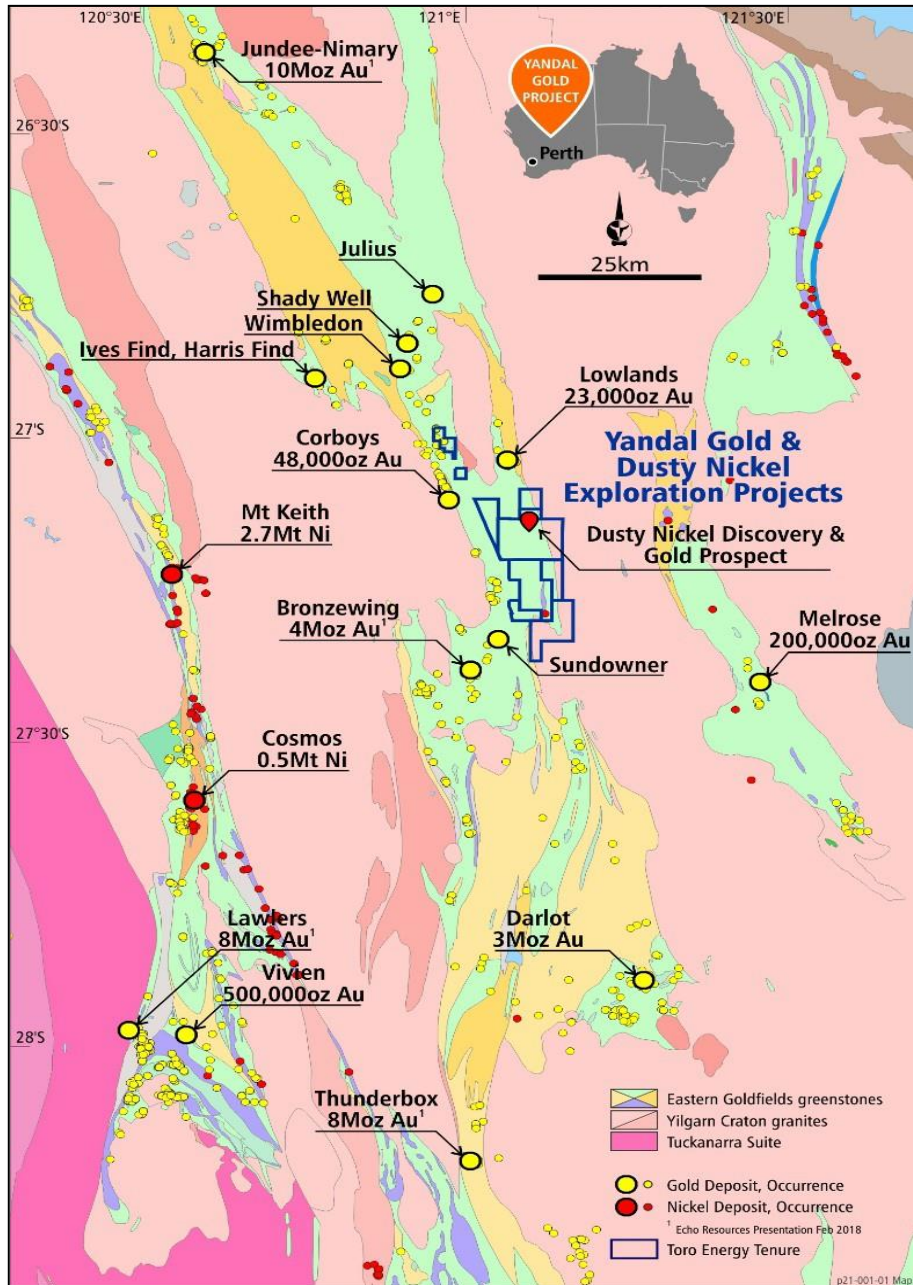 120°30'E
121°E
121°30'E
Jundee-Nimary
10Moz Au¹
YANDAL
GOLD
PROJECT
Perth
26°30'S
25km
Julius
Shady Well
Wimbledon
Ives Find, Harris Find
Lowlands
23,000oz Au
27°S
Corboys
48,000oz Au
Yandal Gold &
Dusty Nickel
Exploration Projects
Mt Keith
2.7Mt Ni
Dusty Nickel Discovery &
Gold Prospect
Bronzewing
4Moz Au¹
Sundowner
Melrose
200,000oz Au
27°30'S
Cosmos
0.5Mt Ni
Lawlers
8Moz Au¹
Vivien
500,000oz Au
Darlot
3Moz Au
28°S
Thunderbox
8Moz Au¹
Eastern Goldfields greenstones
Yilgarn Craton granites
Tuckanarra Suite
Gold Deposit, Occurrence
Nickel Deposit, Occurrence
¹ Echo Resources Presentation Feb 2018
Toro Energy Tenure
p21-001-01 Man